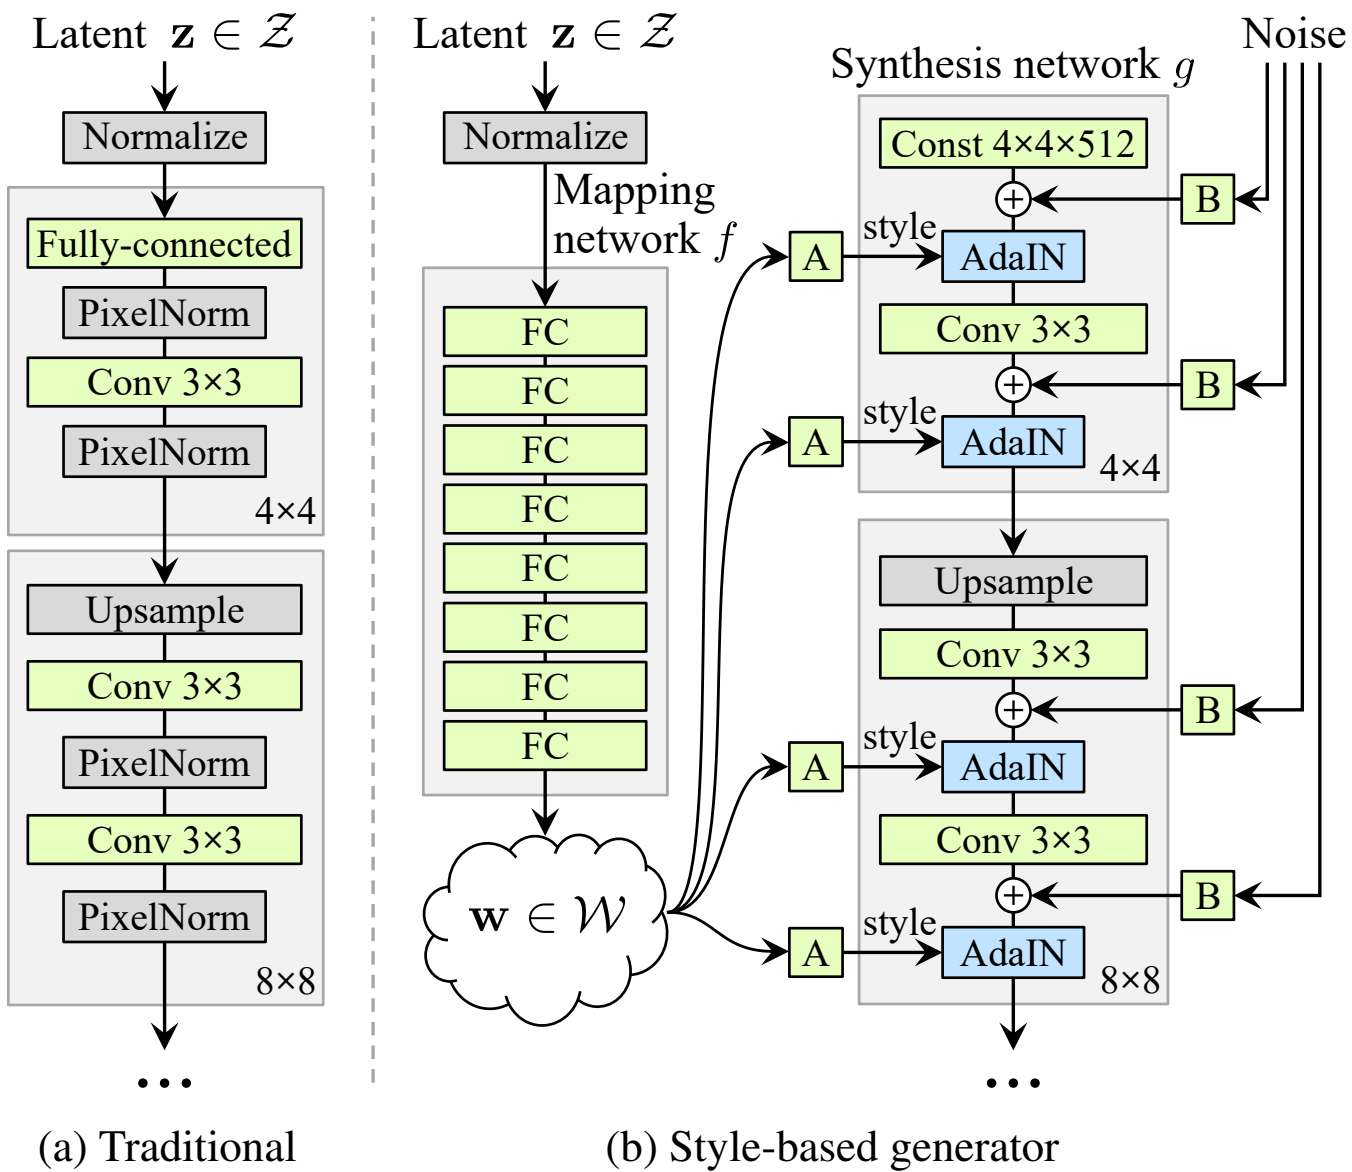 Latent z ∈ 𝒵
Normalize
Fully-connected
PixelNorm
Conv 3×3
PixelNorm
4×4
Upsample
Conv 3×3
PixelNorm
Conv 3×3
PixelNorm
8×8
...
(a) Traditional
Latent z ∈ 𝒵
Normalize
Mapping
network f
FC
FC
FC
FC
FC
FC
FC
FC
w ∈ 𝒲
Synthesis network g
Noise
Const 4×4×512
B
A
style
AdaIN
Conv 3×3
B
A
style
AdaIN
4×4
Upsample
Conv 3×3
B
A
style
AdaIN
Conv 3×3
B
A
style
AdaIN
8×8
...
(b) Style-based generator